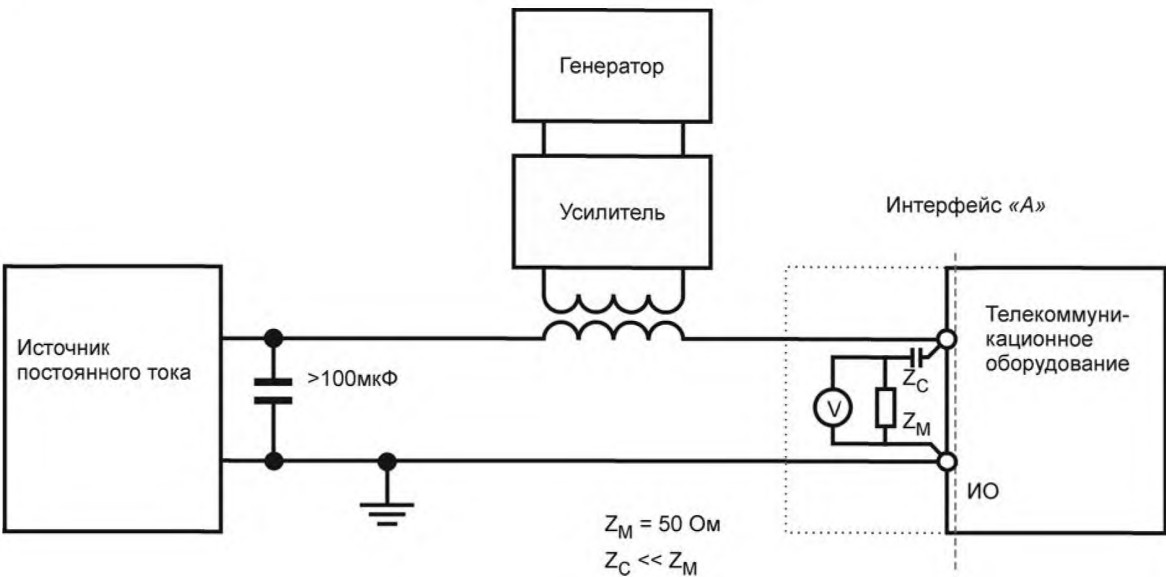 Генератор
Усилитель
Интерфейс «А»
Источник
постоянного тока
>100мкФ
Телекоммуни-
кационное
оборудование
Z_C
V
Z_M
ИО
Z_M = 50 Ом
Z_C << Z_M